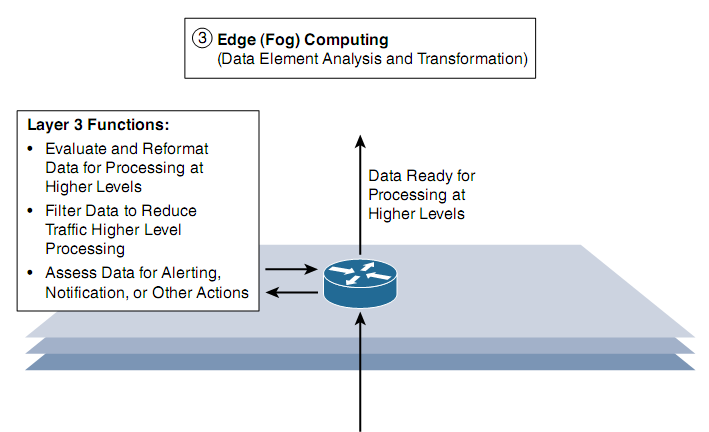 ③ Edge (Fog) Computing
(Data Element Analysis and Transformation)
Layer 3 Functions:
• Evaluate and Reformat
Data for Processing at
Higher Levels
• Filter Data to Reduce
Traffic Higher Level
Processing
• Assess Data for Alerting,
Notification, or Other Actions
Data Ready for
Processing at
Higher Levels